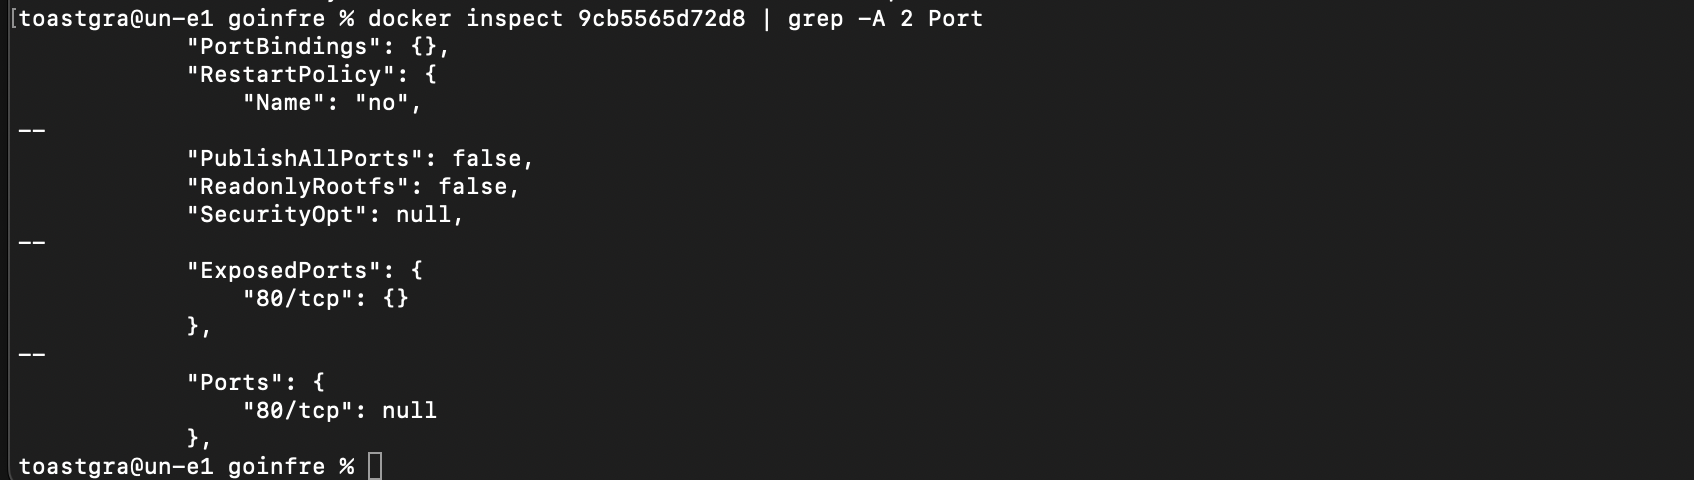 [toastgra@un-e1 goinfre % docker inspect 9cb5565d72d8 | grep -A 2 Port
            "PortBindings": {},
            "RestartPolicy": {
                "Name": "no",
--
            "PublishAllPorts": false,
            "ReadonlyRootfs": false,
            "SecurityOpt": null,
--
            "ExposedPorts": {
                "80/tcp": {}
            },
--
            "Ports": {
                "80/tcp": null
            },
toastgra@un-e1 goinfre %